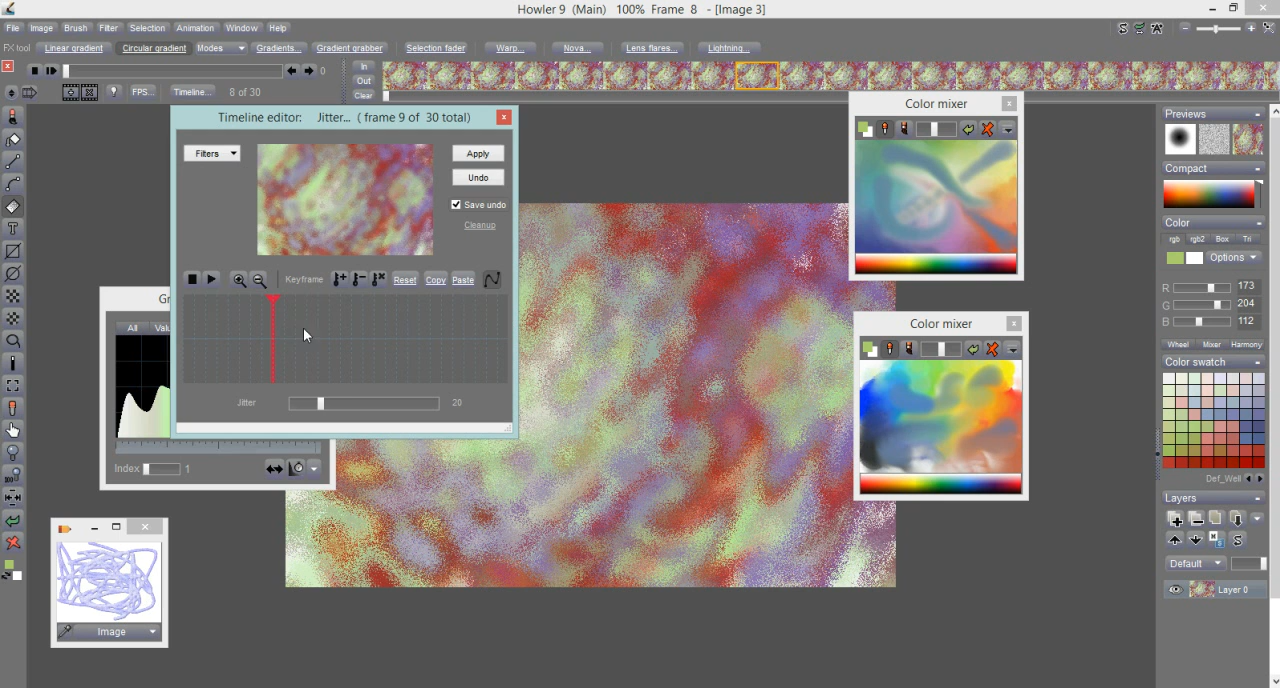 Howler 9 (Main) 100% Frame 8 - [Image 3]
File Image Brush Filter Selection Animation Window Help
FX tool Linear gradient Circular gradient Modes Gradients... Gradient grabber Selection fader Warp... Nova... Lens flares... Lightning...
0 In
Out
FPS... Timeline... 8 of 30 Clear
Timeline editor: Jitter... ( frame 9 of 30 total)
Filters Apply
Undo
Save undo
Cleanup
Keyframe Reset Copy Paste
Jitter 20
Gr
All Valu
Index 1
Image
Color mixer
Color mixer
Previews
Compact
Color
rgb rgb2 Box Tri
Options
R 173
G 204
B 112
Wheel Mixer Harmony
Color swatch
Def_Well
Layers
Default
Layer 0